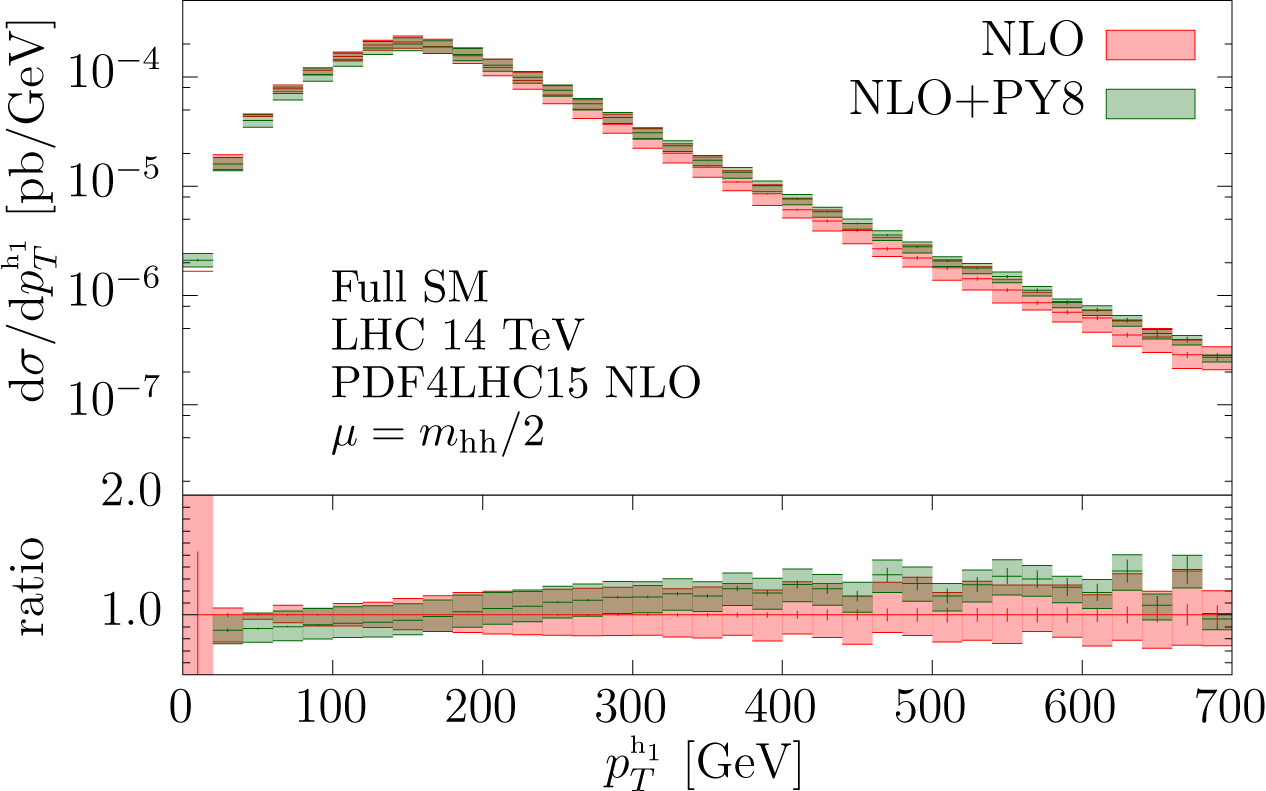 dσ/dp_T^{h₁} [pb/GeV]
10⁻⁴
10⁻⁵
10⁻⁶
10⁻⁷
NLO
NLO+PY8
Full SM
LHC 14 TeV
PDF4LHC15 NLO
μ = m_{hh}/2
ratio
2.0
1.0
0 100 200 300 400 500 600 700
p_T^{h₁} [GeV]